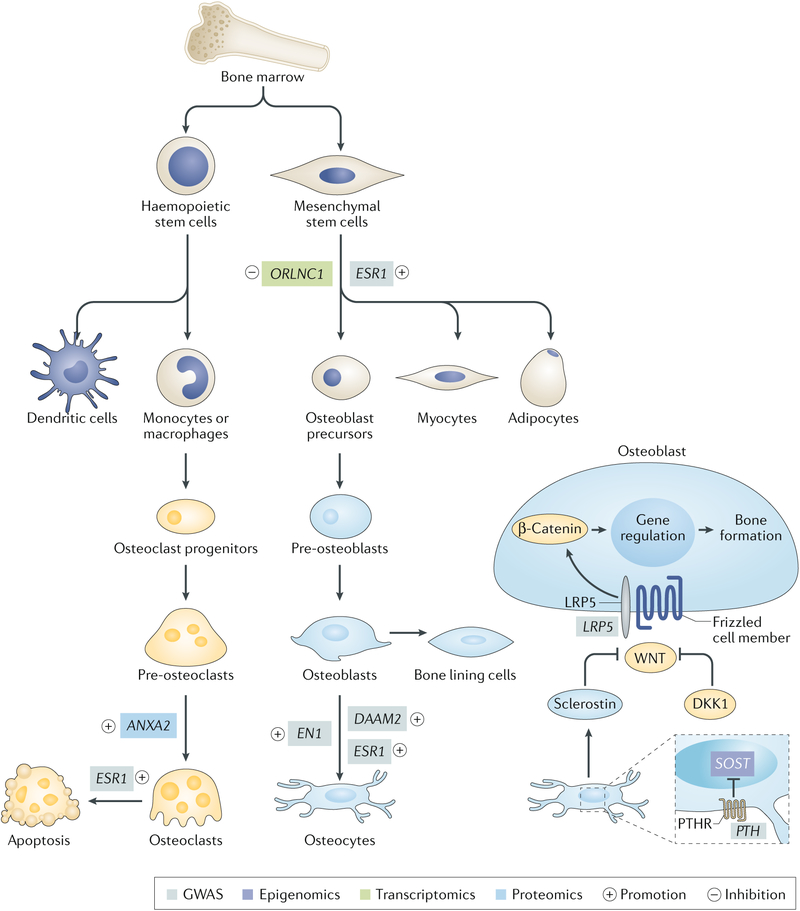 Bone marrow
Haemopoietic
stem cells
Mesenchymal
stem cells
− ORLNC1
ESR1 +
Dendritic cells
Monocytes or
macrophages
Osteoblast
precursors
Myocytes
Adipocytes
Osteoclast progenitors
Pre-osteoblasts
Pre-osteoclasts
Osteoblasts
Bone lining cells
+ ANXA2
+ EN1
DAAM2 +
ESR1 +
ESR1 +
Apoptosis
Osteoclasts
Osteocytes
Osteoblast
β-Catenin
Gene
regulation
Bone
formation
LRP5
LRP5
Frizzled
cell member
WNT
Sclerostin
DKK1
SOST
PTHR
PTH
GWAS
Epigenomics
Transcriptomics
Proteomics
+ Promotion
− Inhibition